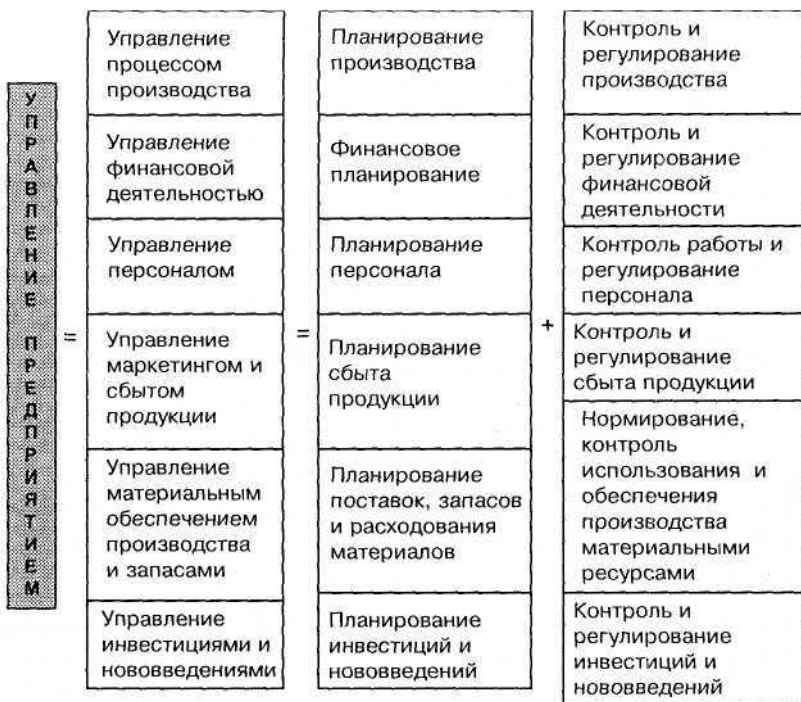 УПРАВЛЕНИЕ ПРЕДПРИЯТИЕМ
=
Управление
процессом
производства
Управление
финансовой
деятельностью
Управление
персоналом
Управление
маркетингом и
сбытом
продукции
Управление
материальным
обеспечением
производства
и запасами
Управление
инвестициями и
нововведениями
=
Планирование
производства
Финансовое
планирование
Планирование
персонала
Планирование
сбыта
продукции
Планирование
поставок, запасов
и расходования
материалов
Планирование
инвестиций и
нововведений
+
Контроль и
регулирование
производства
Контроль и
регулирование
финансовой
деятельности
Контроль работы и
регулирование
персонала
Контроль и
регулирование
сбыта продукции
Нормирование,
контроль
использования и
обеспечения
производства
материальными
ресурсами
Контроль и
регулирование
инвестиций и
нововведений